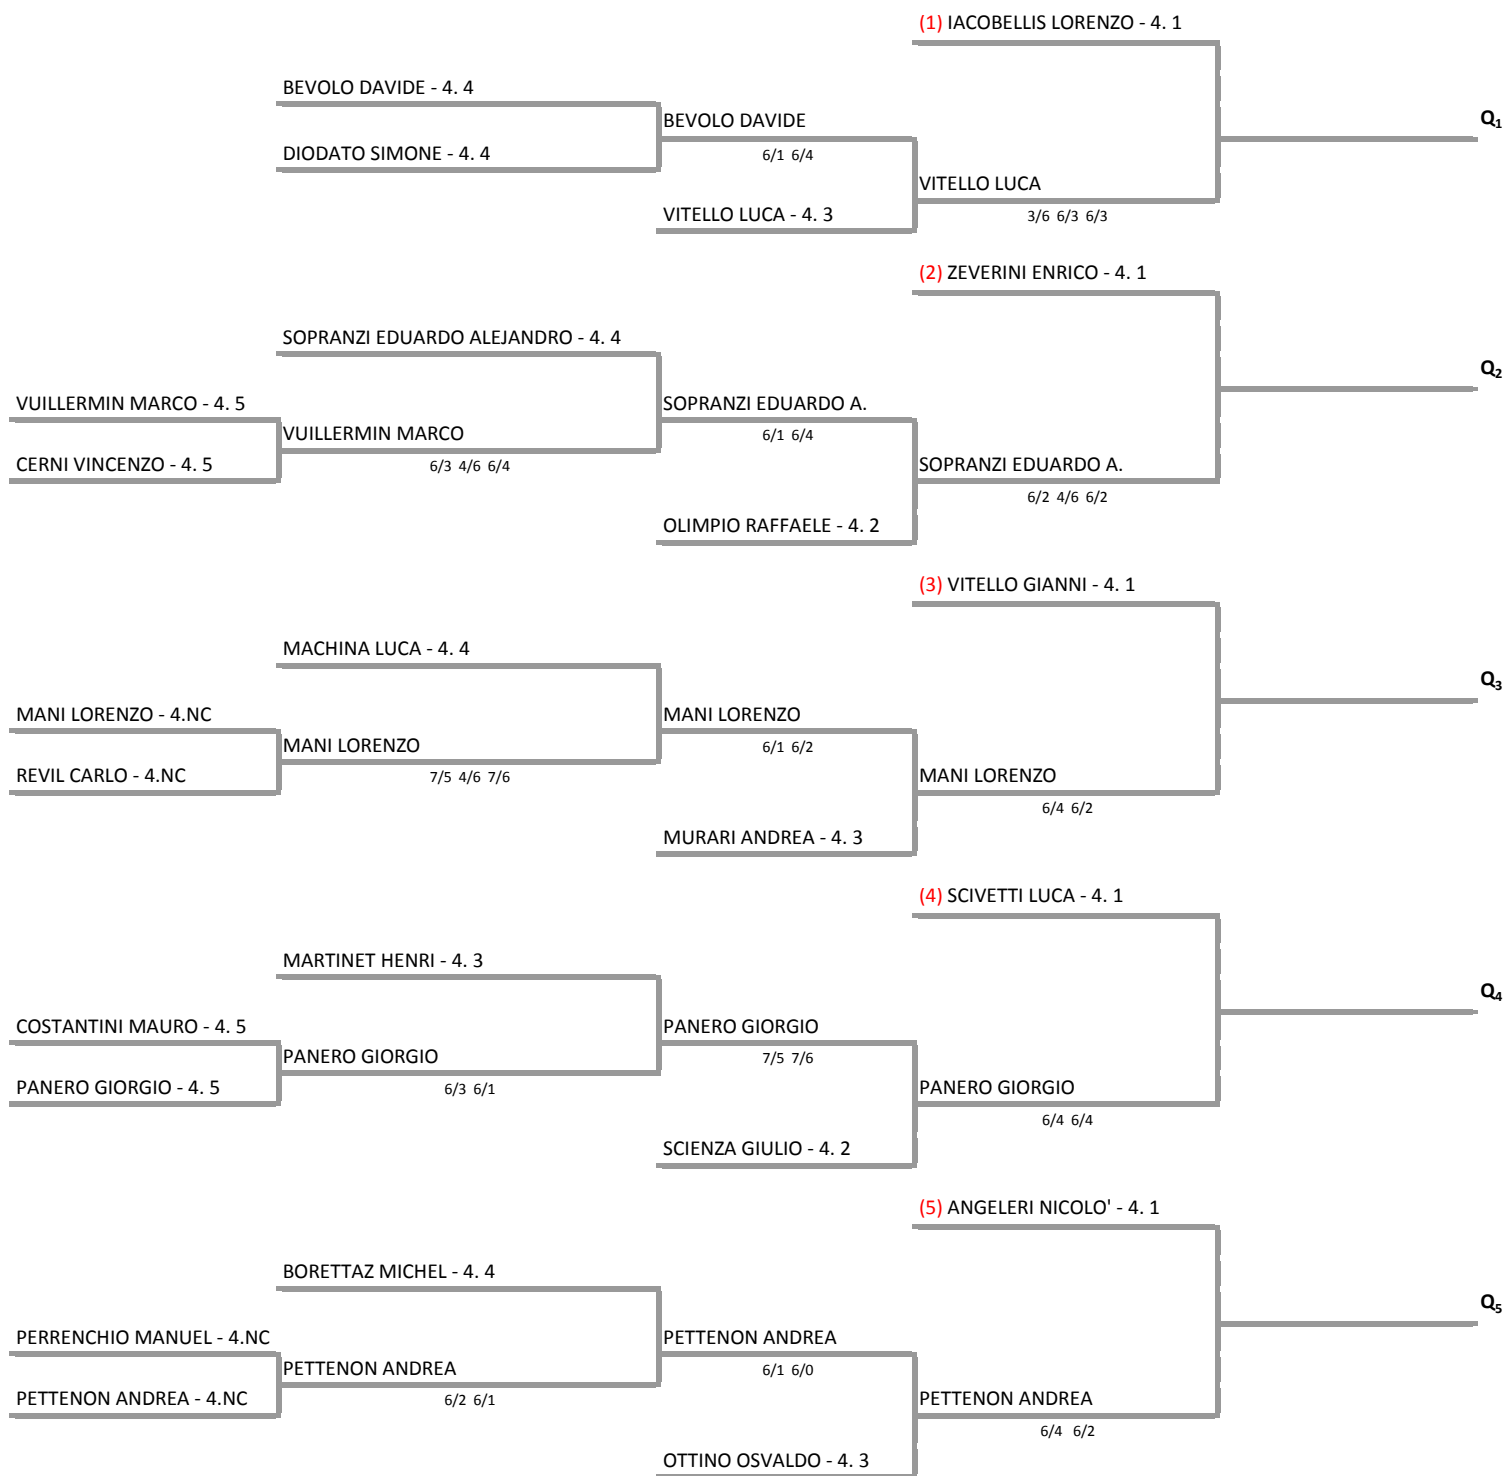 (1) IACOBELLIS LORENZO - 4. 1
BEVOLO DAVIDE - 4. 4
BEVOLO DAVIDE
Q1
DIODATO SIMONE - 4. 4
6/1 6/4
VITELLO LUCA
VITELLO LUCA - 4. 3
3/6 6/3 6/3
(2) ZEVERINI ENRICO - 4. 1
SOPRANZI EDUARDO ALEJANDRO - 4. 4
Q2
VUILLERMIN MARCO - 4. 5
SOPRANZI EDUARDO A.
VUILLERMIN MARCO
6/1 6/4
CERNI VINCENZO - 4. 5
6/3 4/6 6/4
SOPRANZI EDUARDO A.
6/2 4/6 6/2
OLIMPIO RAFFAELE - 4. 2
(3) VITELLO GIANNI - 4. 1
MACHINA LUCA - 4. 4
Q3
MANI LORENZO - 4.NC
MANI LORENZO
MANI LORENZO
6/1 6/2
REVIL CARLO - 4.NC
7/5 4/6 7/6
MANI LORENZO
6/4 6/2
MURARI ANDREA - 4. 3
(4) SCIVETTI LUCA - 4. 1
MARTINET HENRI - 4. 3
Q4
COSTANTINI MAURO - 4. 5
PANERO GIORGIO
PANERO GIORGIO
7/5 7/6
PANERO GIORGIO - 4. 5
6/3 6/1
PANERO GIORGIO
6/4 6/4
SCIENZA GIULIO - 4. 2
(5) ANGELERI NICOLO' - 4. 1
BORETTAZ MICHEL - 4. 4
Q5
PERRENCHIO MANUEL - 4.NC
PETTENON ANDREA
PETTENON ANDREA
6/1 6/0
PETTENON ANDREA - 4.NC
6/2 6/1
PETTENON ANDREA
6/4 6/2
OTTINO OSVALDO - 4. 3